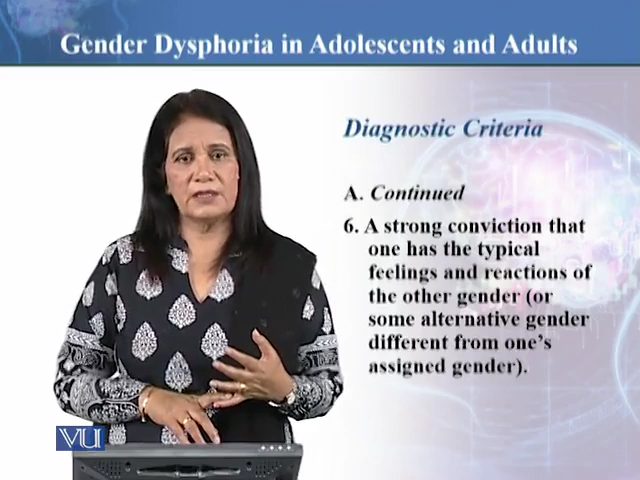 Gender Dysphoria in Adolescents and Adults
Diagnostic Criteria
A. Continued
6. A strong conviction that
one has the typical
feelings and reactions of
the other gender (or
some alternative gender
different from one's
assigned gender).
VU